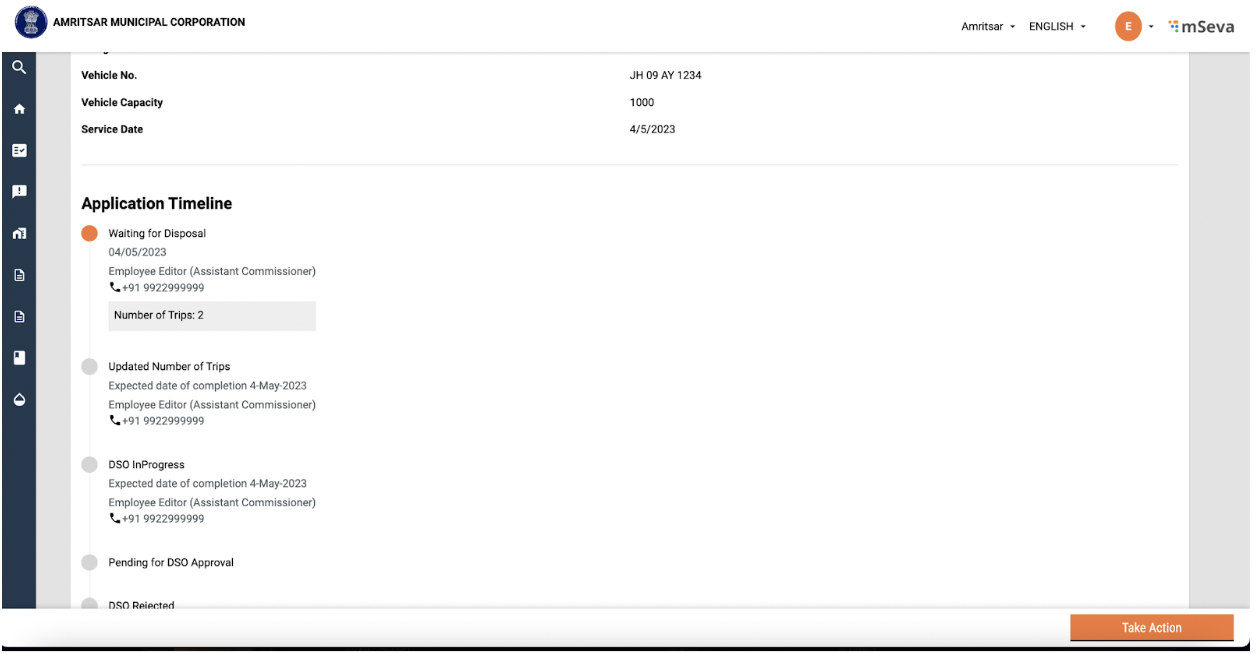 AMRITSAR MUNICIPAL CORPORATION
Amritsar
ENGLISH
E
mSeva
Vehicle No.
JH 09 AY 1234
Vehicle Capacity
1000
Service Date
4/5/2023
Application Timeline
Waiting for Disposal
04/05/2023
Employee Editor (Assistant Commissioner)
+91 9922999999
Number of Trips: 2
Updated Number of Trips
Expected date of completion 4-May-2023
Employee Editor (Assistant Commissioner)
+91 9922999999
DSO InProgress
Expected date of completion 4-May-2023
Employee Editor (Assistant Commissioner)
+91 9922999999
Pending for DSO Approval
DSO Rejected
Take Action